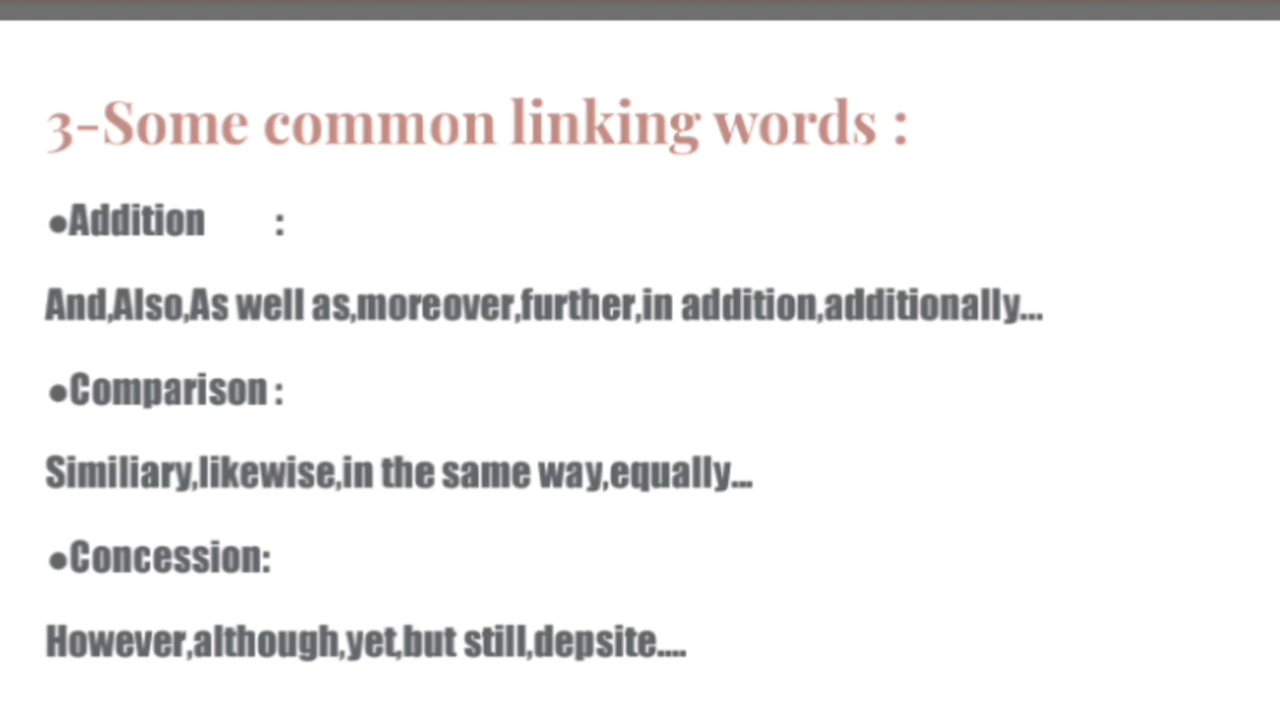 3-Some common linking words :
●Addition :
And,Also,As well as,moreover,further,in addition,additionally...
●Comparison :
Similiary,likewise,in the same way,equally...
●Concession:
However,although,yet,but still,depsite....